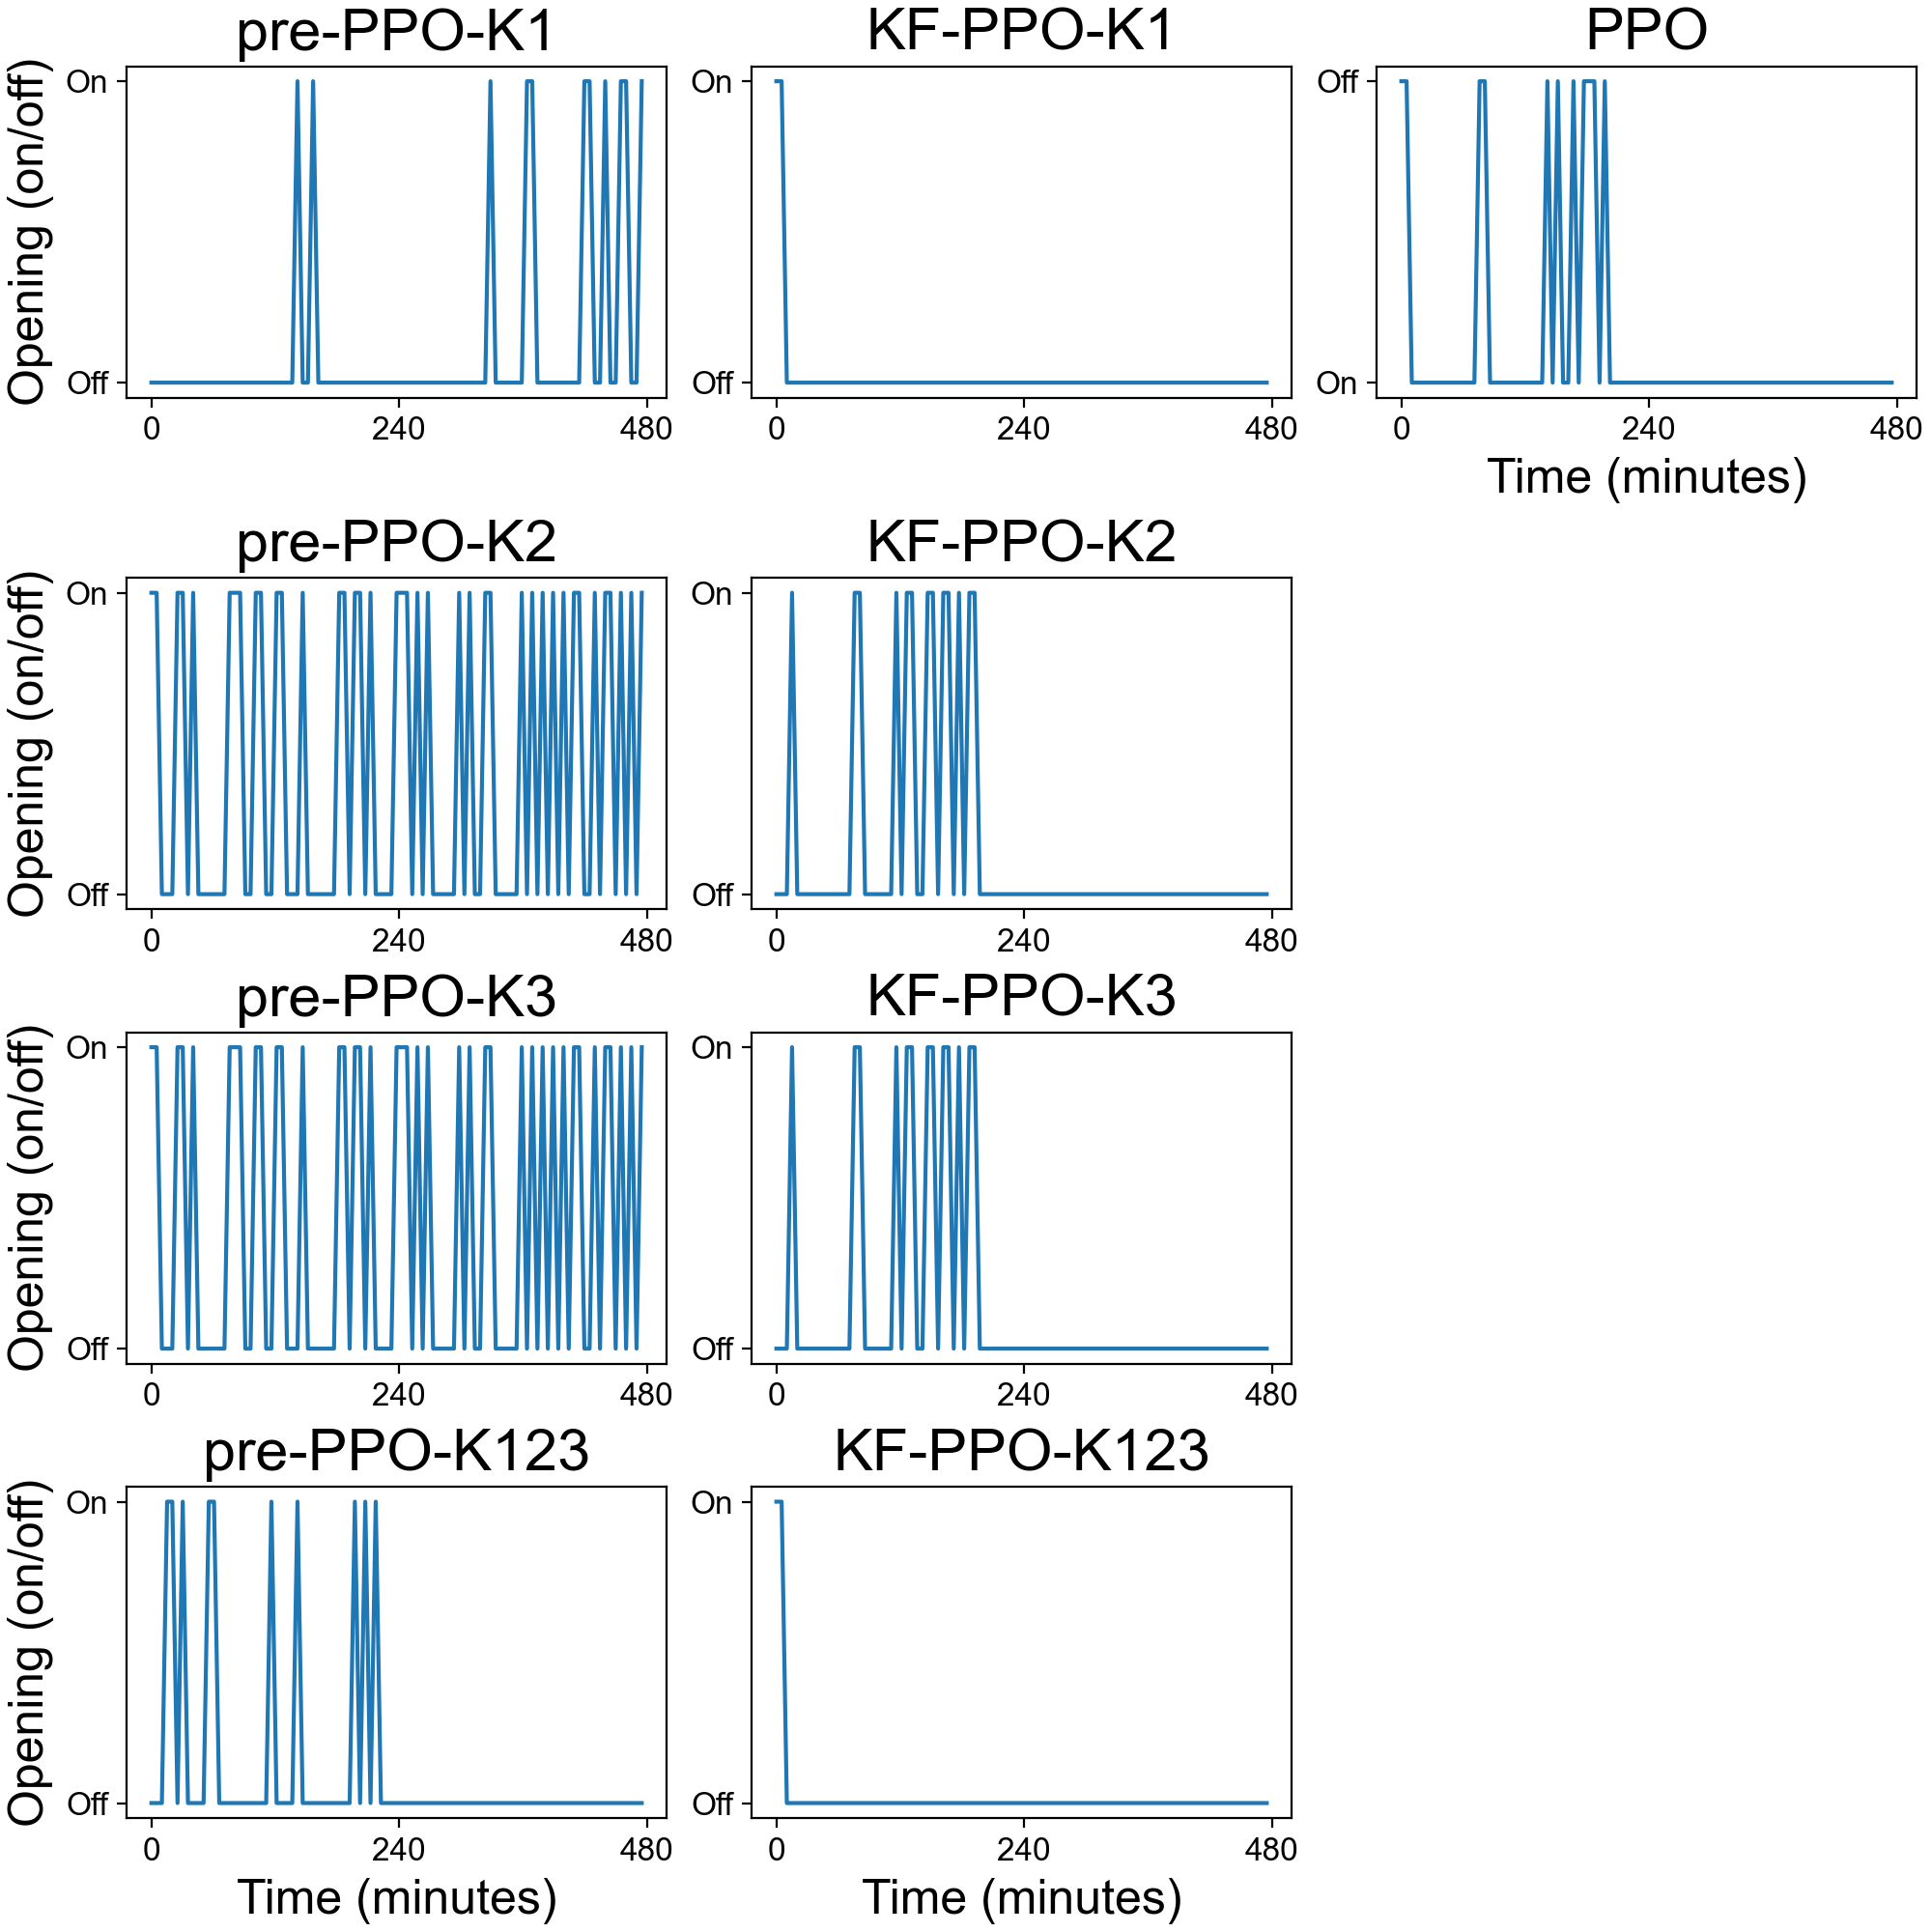 pre-PPO-K1
KF-PPO-K1
PPO
Opening (on/off)
On
Off
0 240 480
On
Off
0 240 480
Off
On
0 240 480
Time (minutes)
pre-PPO-K2
KF-PPO-K2
Opening (on/off)
On
Off
0 240 480
On
Off
0 240 480
pre-PPO-K3
KF-PPO-K3
Opening (on/off)
On
Off
0 240 480
On
Off
0 240 480
pre-PPO-K123
KF-PPO-K123
Opening (on/off)
On
Off
0 240 480
Time (minutes)
On
Off
0 240 480
Time (minutes)